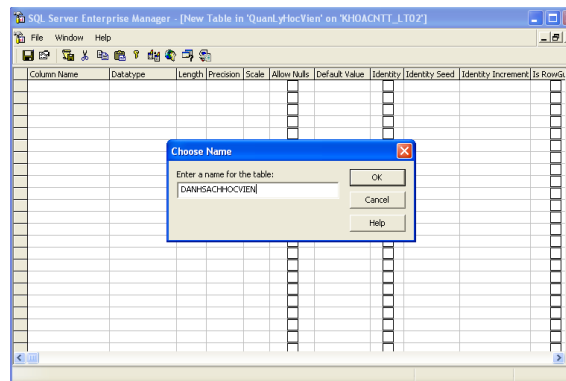 SQL Server Enterprise Manager - [New Table in 'QuanLyHocVien' on 'KHOACNTT_LT02']
File Window Help
Column Name Datatype Length Precision Scale Allow Nulls Default Value Identity Identity Seed Identity Increment Is RowGu
Choose Name
Enter a name for the table:
DANHSACHHOCVIEN
OK
Cancel
Help